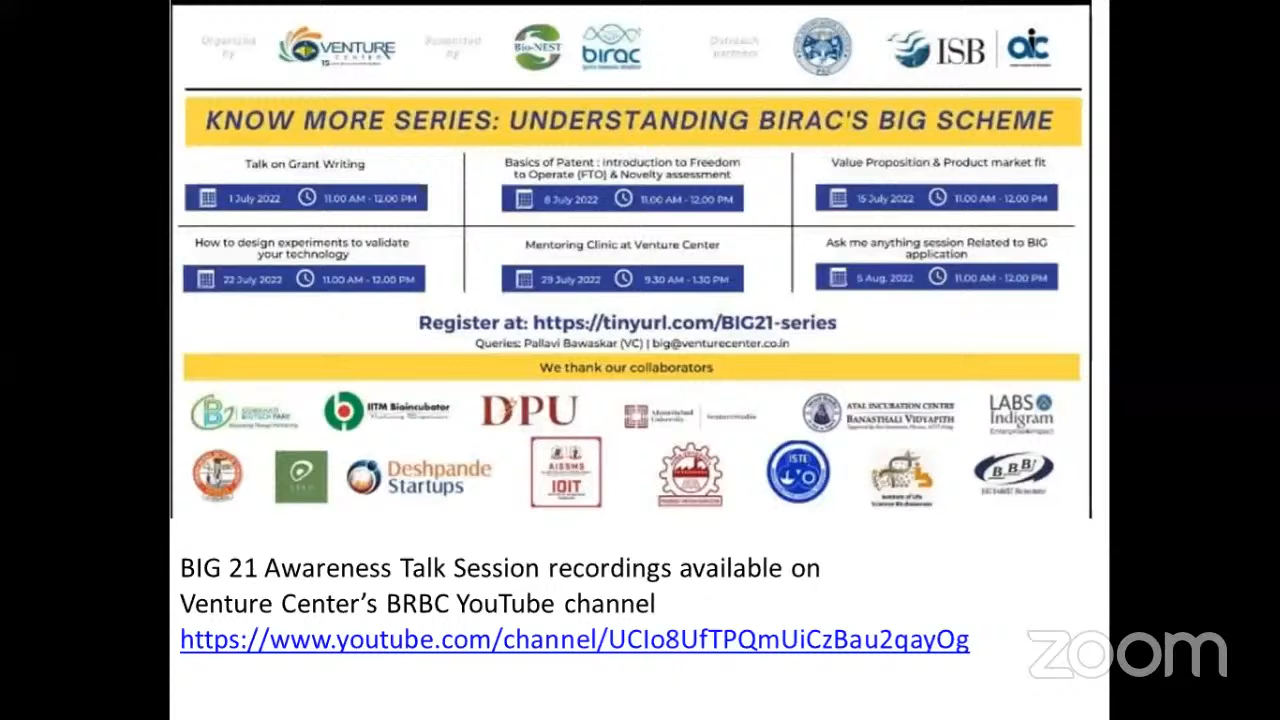 Organized
by
VENTURE
CENTER
15
Supported
by
Bio-NEST
birac
Outreach
partners
ISB
KNOW MORE SERIES: UNDERSTANDING BIRAC'S BIG SCHEME
Talk on Grant Writing
1 July 2022 11.00 AM - 12.00 PM
Basics of Patent : Introduction to Freedom
to Operate (FTO) & Novelty assessment
8 July 2022 11.00 AM - 12.00 PM
Value Proposition & Product market fit
15 July 2022 11.00 AM - 12.00 PM
How to design experiments to validate
your technology
22 July 2022 11.00 AM - 12.00 PM
Mentoring Clinic at Venture Center
29 July 2022 9.30 AM - 1.30 PM
Ask me anything session Related to BIG
application
5 Aug. 2022 11.00 AM - 12.00 PM
Register at: https://tinyurl.com/BIG21-series
Queries: Pallavi Bawaskar (VC) | big@venturecenter.co.in
We thank our collaborators
IITM Bioincubator
DPU
Ahmedabad
University
ATAL INCUBATION CENTRE
BANASTHALI VIDYAPITH
LABS
Indigram
Deshpande
Startups
AISSMS
IOIT
ISTE
B.B.B
BIG 21 Awareness Talk Session recordings available on
Venture Center’s BRBC YouTube channel
https://www.youtube.com/channel/UCIo8UfTPQmUiCzBau2qayOg
zoom